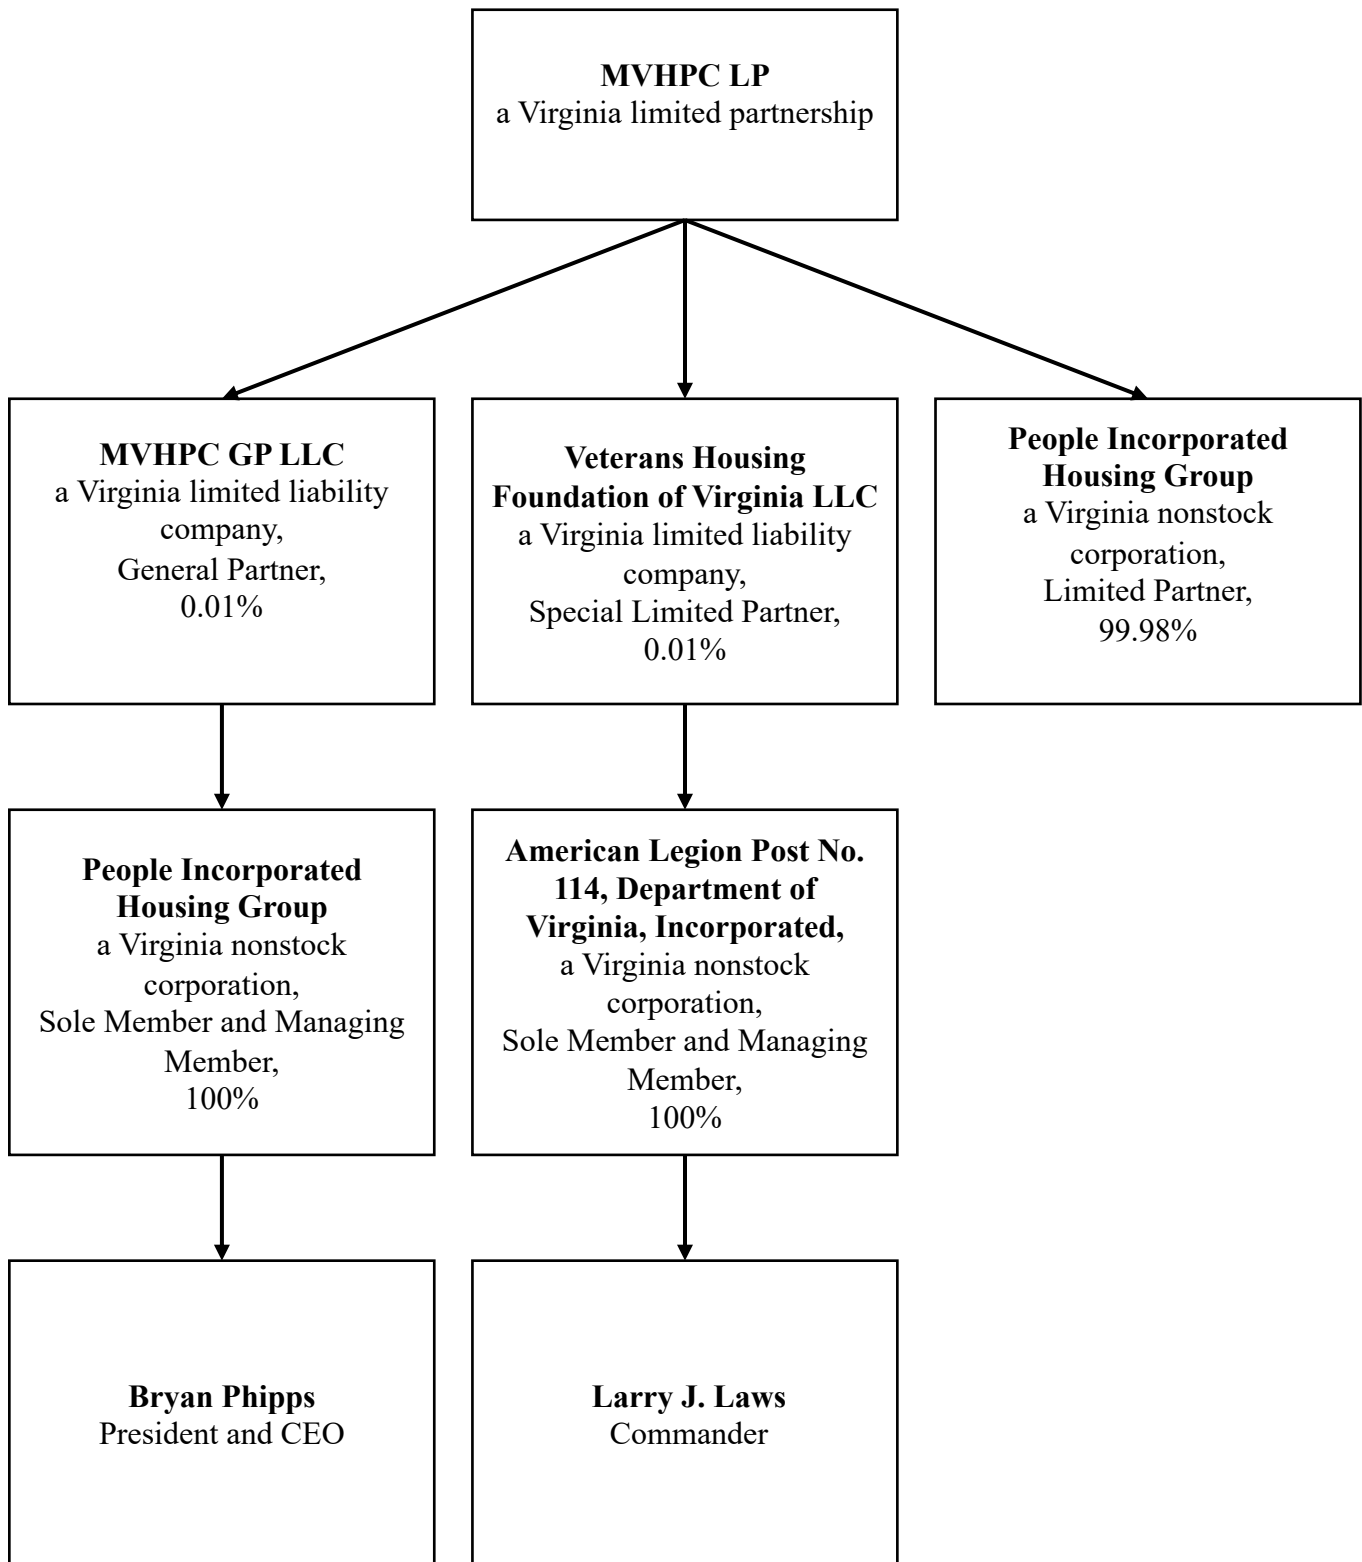 MVHPC LP
a Virginia limited partnership
MVHPC GP LLC
a Virginia limited liability
company,
General Partner,
0.01%
Veterans Housing
Foundation of Virginia LLC
a Virginia limited liability
company,
Special Limited Partner,
0.01%
People Incorporated
Housing Group
a Virginia nonstock
corporation,
Limited Partner,
99.98%
People Incorporated
Housing Group
a Virginia nonstock
corporation,
Sole Member and Managing
Member,
100%
American Legion Post No.
114, Department of
Virginia, Incorporated,
a Virginia nonstock
corporation,
Sole Member and Managing
Member,
100%
Bryan Phipps
President and CEO
Larry J. Laws
Commander